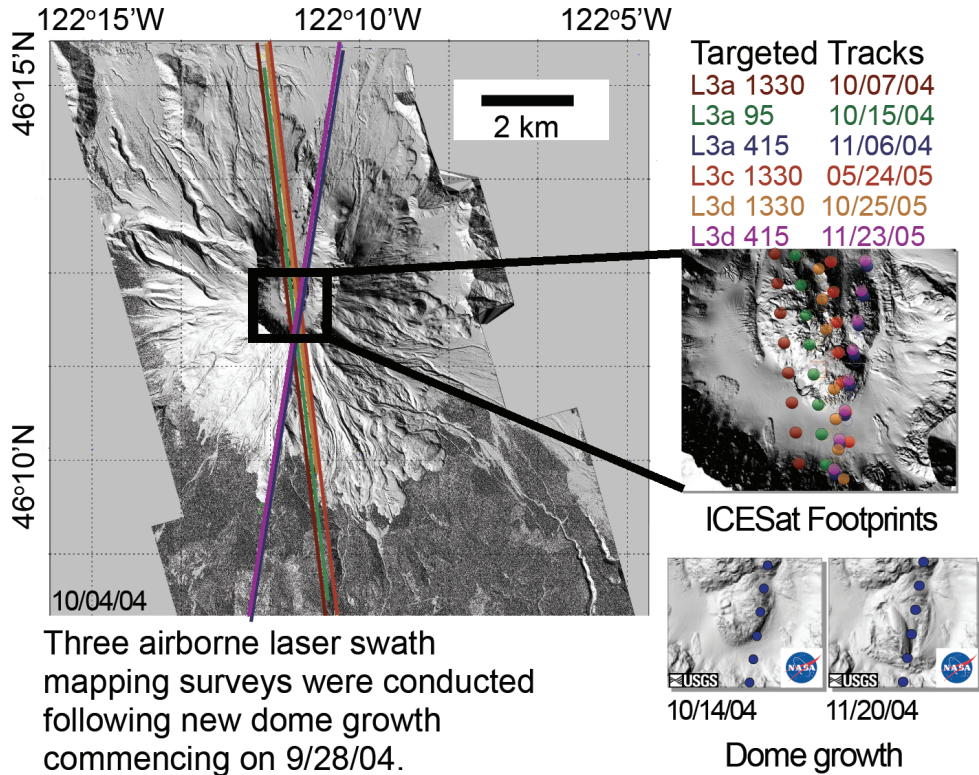 122°15'W 122°10'W 122°5'W
46°15'N
46°10'N
2 km
10/04/04
Targeted Tracks
L3a 1330 10/07/04
L3a 95 10/15/04
L3a 415 11/06/04
L3c 1330 05/24/05
L3d 1330 10/25/05
L3d 415 11/23/05
ICESat Footprints
USGS NASA
USGS NASA
10/14/04 11/20/04
Dome growth
Three airborne laser swath
mapping surveys were conducted
following new dome growth
commencing on 9/28/04.